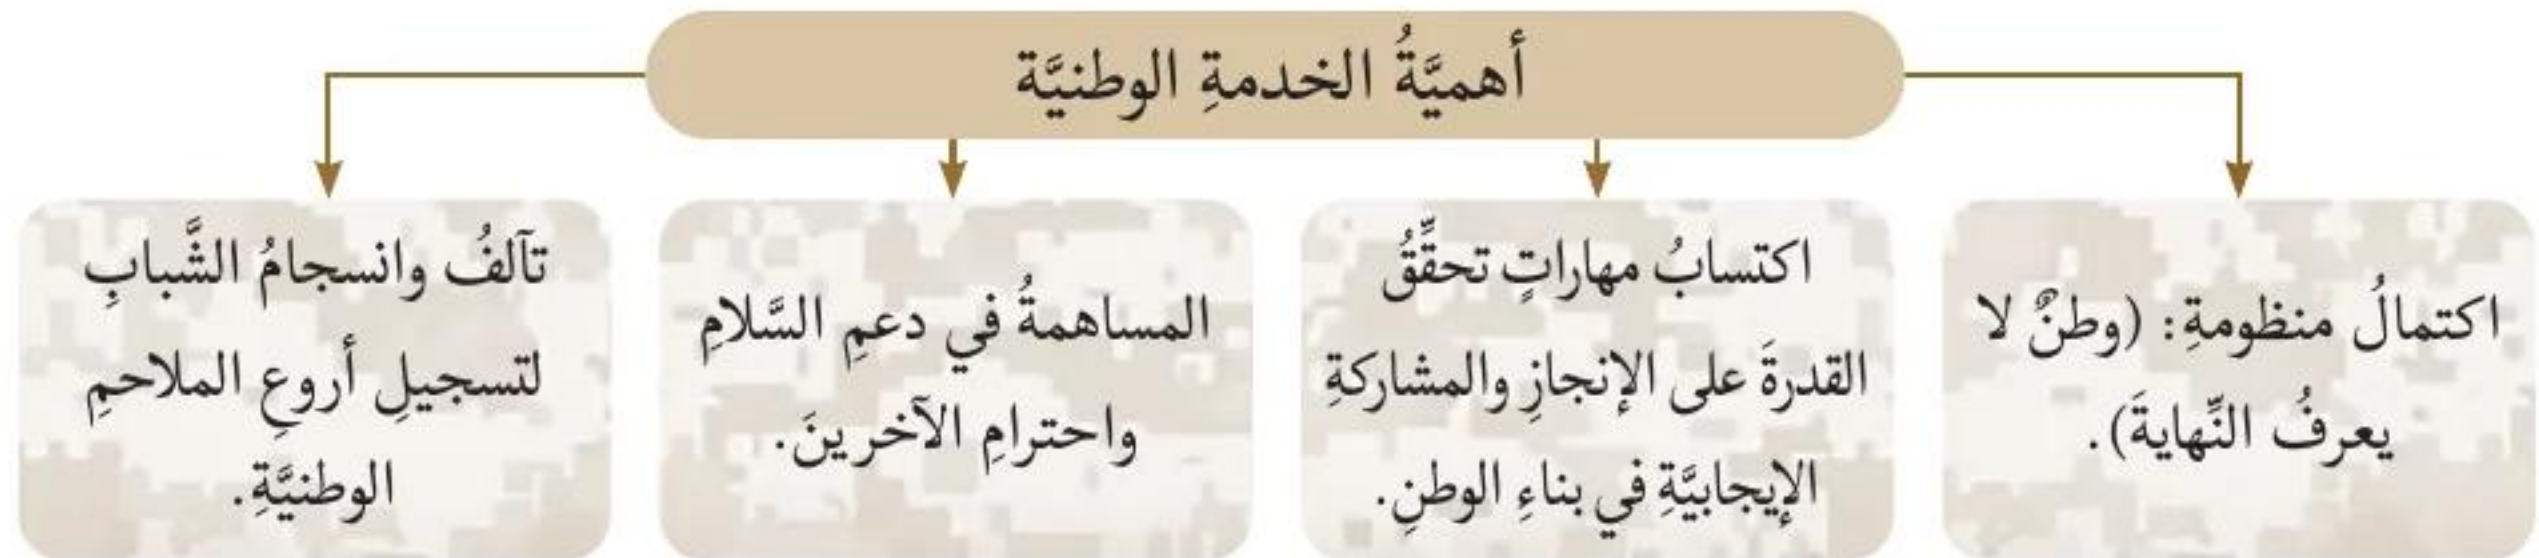 أهميَّةُ الخدمةِ الوطنيَّة
اكتمالُ منظومةِ: (وطنٌ لا
يعرفُ النِّهايةَ).
اكتسابُ مهاراتٍ تحقِّقُ
القدرةَ على الإنجازِ والمشاركةِ
الإيجابيَّةِ في بناءِ الوطنِ.
المساهمةُ في دعمِ السَّلامِ
واحترامِ الآخرينَ.
تآلفُ وانسجامُ الشَّبابِ
لتسجيلِ أروعِ الملاحمِ
الوطنيَّةِ.